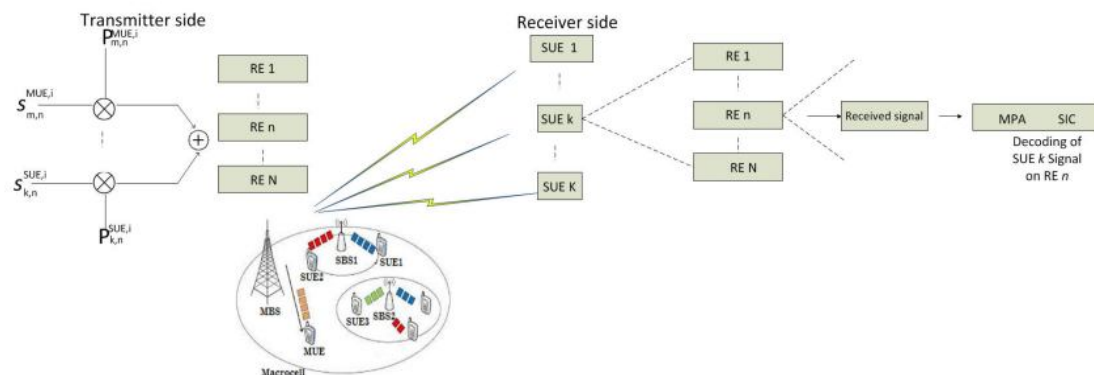 Transmitter side
P MUE,i m,n
S MUE,i m,n
S SUE,i k,n
P SUE,i k,n
RE 1
RE n
RE N
Receiver side
SUE 1
SUE k
SUE K
RE 1
RE n
RE N
Received signal
MPA SIC
Decoding of
SUE k Signal
on RE n
MBS
SUE2
SBS1
SUE1
SUE3
SBS2
MUE
Macrocell